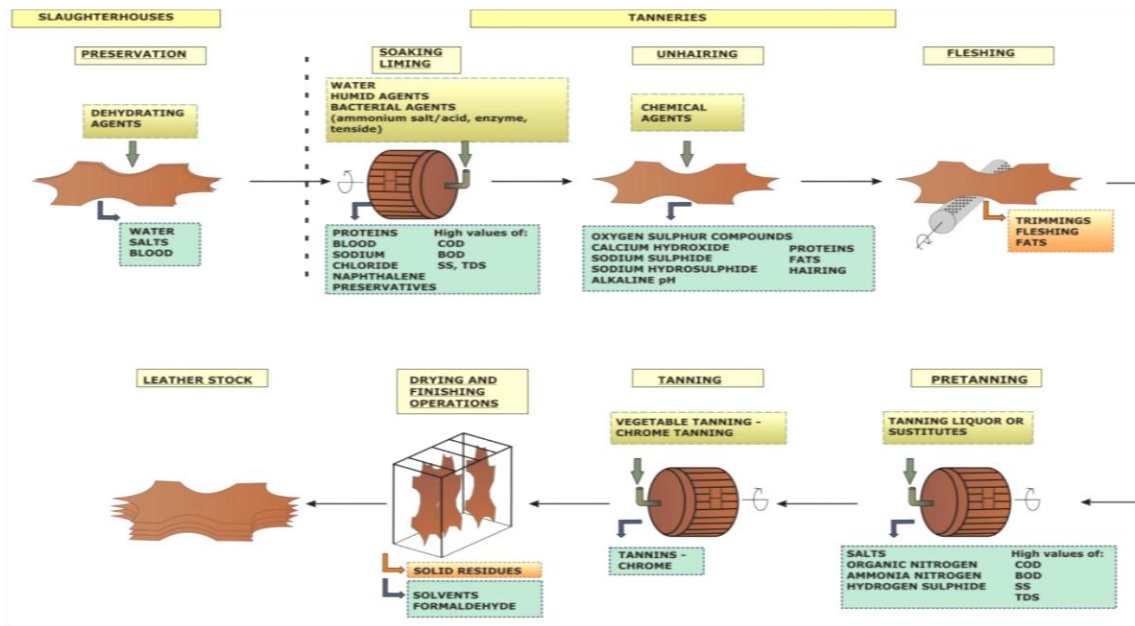 SLAUGHTERHOUSES
TANNERIES
PRESERVATION
SOAKING
LIMING
UNHAIRING
FLESHING
DEHYDRATING
AGENTS
WATER
HUMID AGENTS
BACTERIAL AGENTS
(ammonium salt/acid, enzyme,
tenside)
CHEMICAL
AGENTS
WATER
SALTS
BLOOD
PROTEINS High values of:
BLOOD COD
SODIUM BOD
CHLORIDE SS, TDS
NAPHTHALENE
PRESERVATIVES
OXYGEN SULPHUR COMPOUNDS
CALCIUM HYDROXIDE PROTEINS
SODIUM SULPHIDE FATS
SODIUM HYDROSULPHIDE HAIRING
ALKALINE pH
TRIMMINGS
FLESHING
FATS
LEATHER STOCK
DRYING AND
FINISHING
OPERATIONS
TANNING
PRETANNING
VEGETABLE TANNING -
CHROME TANNING
TANNING LIQUOR OR
SUSTITUTES
SOLID RESIDUES
SOLVENTS
FORMALDEHYDE
TANNINS -
CHROME
SALTS High values of:
ORGANIC NITROGEN COD
AMMONIA NITROGEN BOD
HYDROGEN SULPHIDE SS
TDS